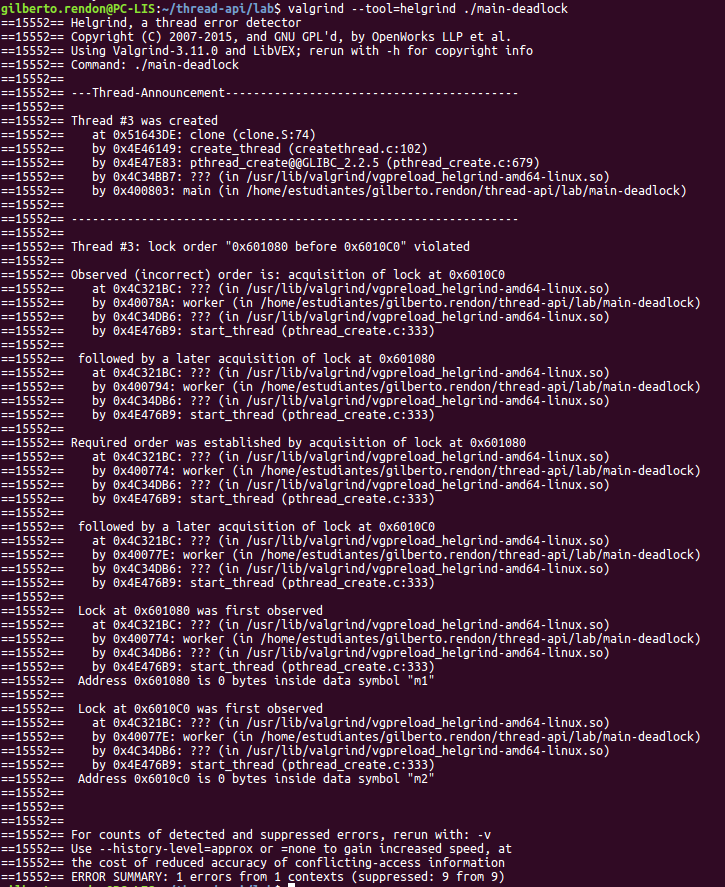 gilberto.rendon@PC-LIS:~/thread-api/lab$ valgrind --tool=helgrind ./main-deadlock
==15552== Helgrind, a thread error detector
==15552== Copyright (C) 2007-2015, and GNU GPL'd, by OpenWorks LLP et al.
==15552== Using Valgrind-3.11.0 and LibVEX; rerun with -h for copyright info
==15552== Command: ./main-deadlock
==15552==
==15552== ---Thread-Announcement------------------------------------------
==15552==
==15552== Thread #3 was created
==15552==    at 0x51643DE: clone (clone.S:74)
==15552==    by 0x4E46149: create_thread (createthread.c:102)
==15552==    by 0x4E47E83: pthread_create@@GLIBC_2.2.5 (pthread_create.c:679)
==15552==    by 0x4C34BB7: ??? (in /usr/lib/valgrind/vgpreload_helgrind-amd64-linux.so)
==15552==    by 0x400803: main (in /home/estudiantes/gilberto.rendon/thread-api/lab/main-deadlock)
==15552==
==15552== ----------------------------------------------------------------
==15552==
==15552== Thread #3: lock order "0x601080 before 0x6010C0" violated
==15552==
==15552== Observed (incorrect) order is: acquisition of lock at 0x6010C0
==15552==    at 0x4C321BC: ??? (in /usr/lib/valgrind/vgpreload_helgrind-amd64-linux.so)
==15552==    by 0x40078A: worker (in /home/estudiantes/gilberto.rendon/thread-api/lab/main-deadlock)
==15552==    by 0x4C34DB6: ??? (in /usr/lib/valgrind/vgpreload_helgrind-amd64-linux.so)
==15552==    by 0x4E476B9: start_thread (pthread_create.c:333)
==15552==
==15552==  followed by a later acquisition of lock at 0x601080
==15552==    at 0x4C321BC: ??? (in /usr/lib/valgrind/vgpreload_helgrind-amd64-linux.so)
==15552==    by 0x400794: worker (in /home/estudiantes/gilberto.rendon/thread-api/lab/main-deadlock)
==15552==    by 0x4C34DB6: ??? (in /usr/lib/valgrind/vgpreload_helgrind-amd64-linux.so)
==15552==    by 0x4E476B9: start_thread (pthread_create.c:333)
==15552==
==15552== Required order was established by acquisition of lock at 0x601080
==15552==    at 0x4C321BC: ??? (in /usr/lib/valgrind/vgpreload_helgrind-amd64-linux.so)
==15552==    by 0x400774: worker (in /home/estudiantes/gilberto.rendon/thread-api/lab/main-deadlock)
==15552==    by 0x4C34DB6: ??? (in /usr/lib/valgrind/vgpreload_helgrind-amd64-linux.so)
==15552==    by 0x4E476B9: start_thread (pthread_create.c:333)
==15552==
==15552==  followed by a later acquisition of lock at 0x6010C0
==15552==    at 0x4C321BC: ??? (in /usr/lib/valgrind/vgpreload_helgrind-amd64-linux.so)
==15552==    by 0x40077E: worker (in /home/estudiantes/gilberto.rendon/thread-api/lab/main-deadlock)
==15552==    by 0x4C34DB6: ??? (in /usr/lib/valgrind/vgpreload_helgrind-amd64-linux.so)
==15552==    by 0x4E476B9: start_thread (pthread_create.c:333)
==15552==
==15552==  Lock at 0x601080 was first observed
==15552==    at 0x4C321BC: ??? (in /usr/lib/valgrind/vgpreload_helgrind-amd64-linux.so)
==15552==    by 0x400774: worker (in /home/estudiantes/gilberto.rendon/thread-api/lab/main-deadlock)
==15552==    by 0x4C34DB6: ??? (in /usr/lib/valgrind/vgpreload_helgrind-amd64-linux.so)
==15552==    by 0x4E476B9: start_thread (pthread_create.c:333)
==15552==  Address 0x601080 is 0 bytes inside data symbol "m1"
==15552==
==15552==  Lock at 0x6010C0 was first observed
==15552==    at 0x4C321BC: ??? (in /usr/lib/valgrind/vgpreload_helgrind-amd64-linux.so)
==15552==    by 0x40077E: worker (in /home/estudiantes/gilberto.rendon/thread-api/lab/main-deadlock)
==15552==    by 0x4C34DB6: ??? (in /usr/lib/valgrind/vgpreload_helgrind-amd64-linux.so)
==15552==    by 0x4E476B9: start_thread (pthread_create.c:333)
==15552==  Address 0x6010c0 is 0 bytes inside data symbol "m2"
==15552==
==15552==
==15552==
==15552== For counts of detected and suppressed errors, rerun with: -v
==15552== Use --history-level=approx or =none to gain increased speed, at
==15552== the cost of reduced accuracy of conflicting-access information
==15552== ERROR SUMMARY: 1 errors from 1 contexts (suppressed: 9 from 9)